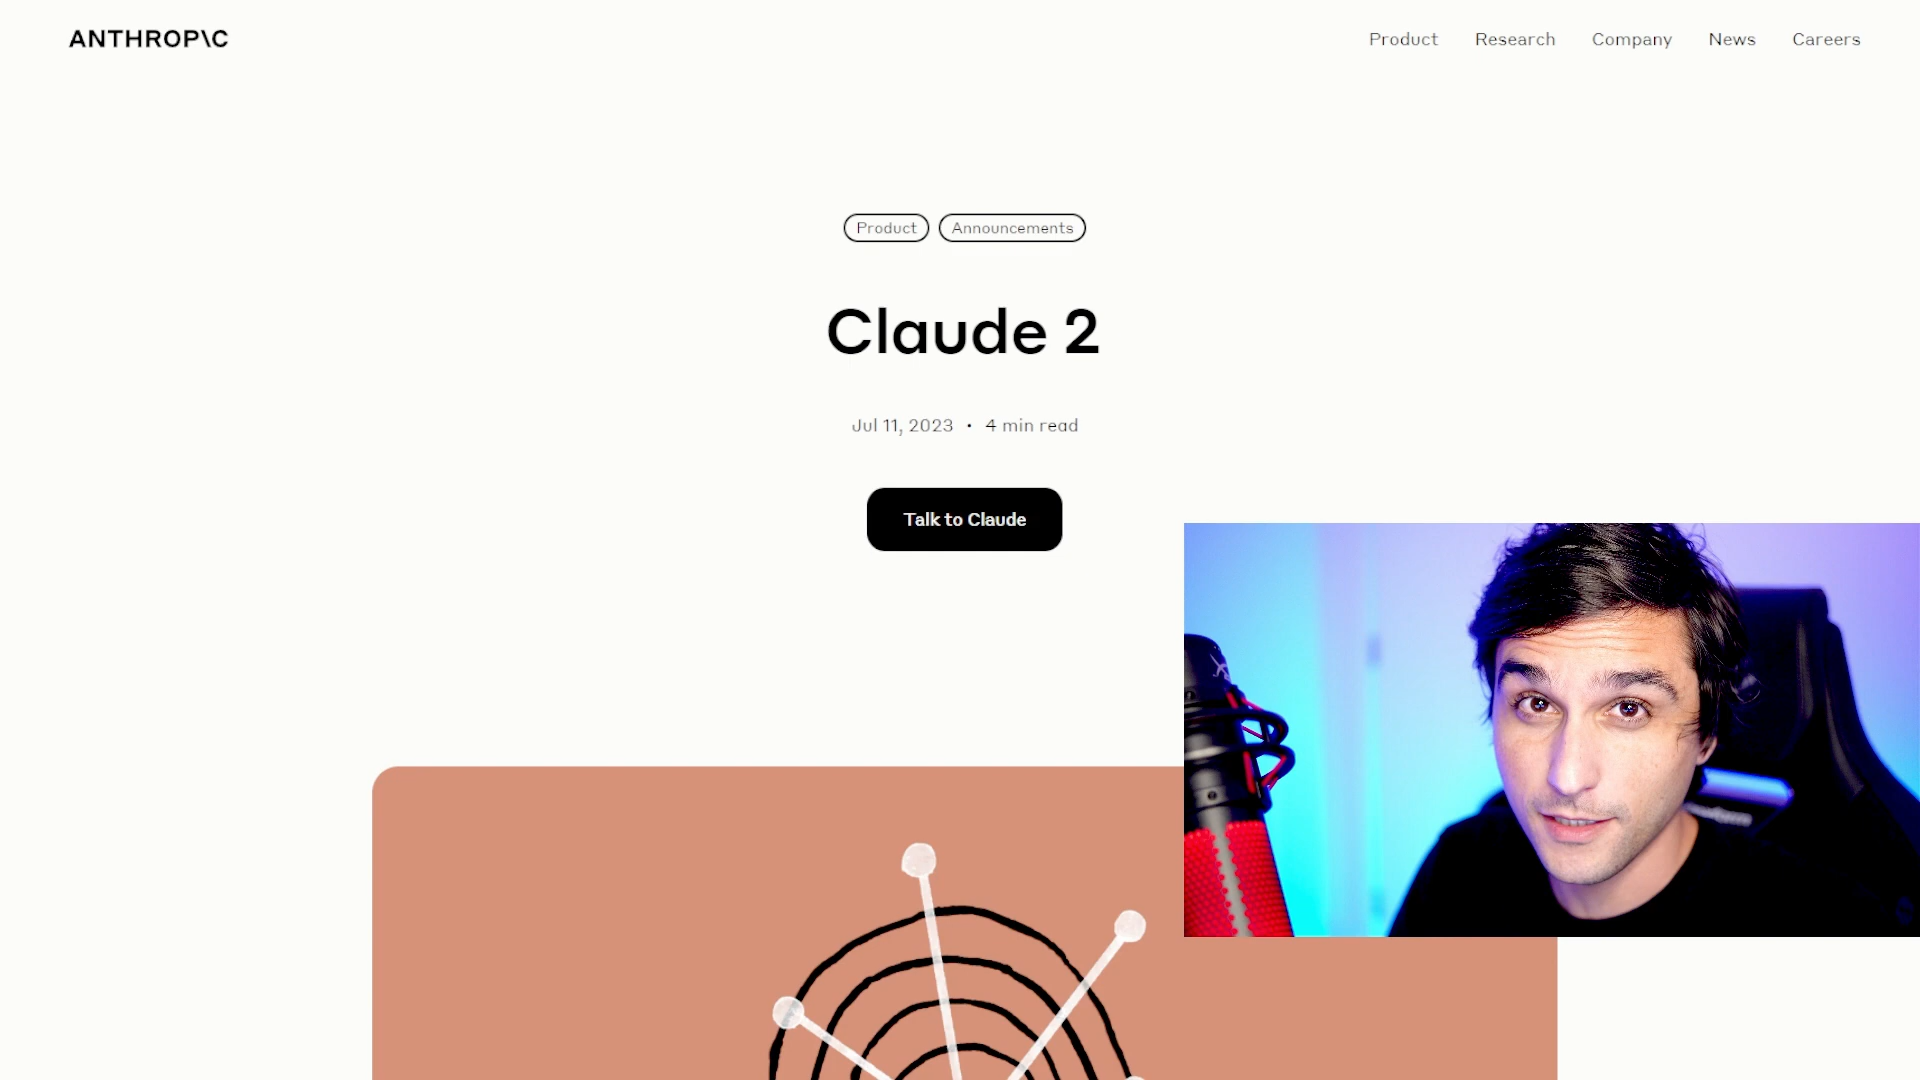 ANTHROP\C
Product Research Company News Careers
Product Announcements
Claude 2
Jul 11, 2023 • 4 min read
Talk to Claude